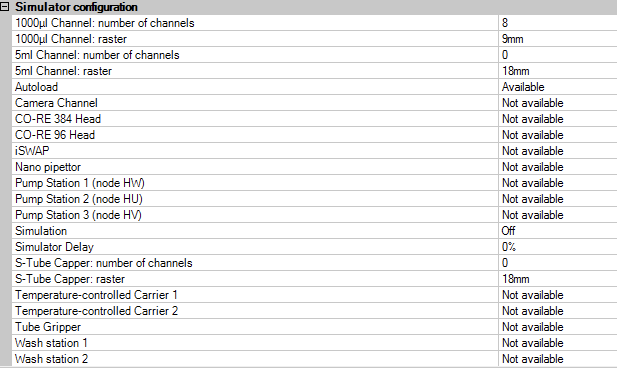 Simulator configuration
1000µl Channel: number of channels 8
1000µl Channel: raster 9mm
5ml Channel: number of channels 0
5ml Channel: raster 18mm
Autoload Available
Camera Channel Not available
CO-RE 384 Head Not available
CO-RE 96 Head Not available
iSWAP Not available
Nano pipettor Not available
Pump Station 1 (node HW) Not available
Pump Station 2 (node HU) Not available
Pump Station 3 (node HV) Not available
Simulation Off
Simulator Delay 0%
S-Tube Capper: number of channels 0
S-Tube Capper: raster 18mm
Temperature-controlled Carrier 1 Not available
Temperature-controlled Carrier 2 Not available
Tube Gripper Not available
Wash station 1 Not available
Wash station 2 Not available